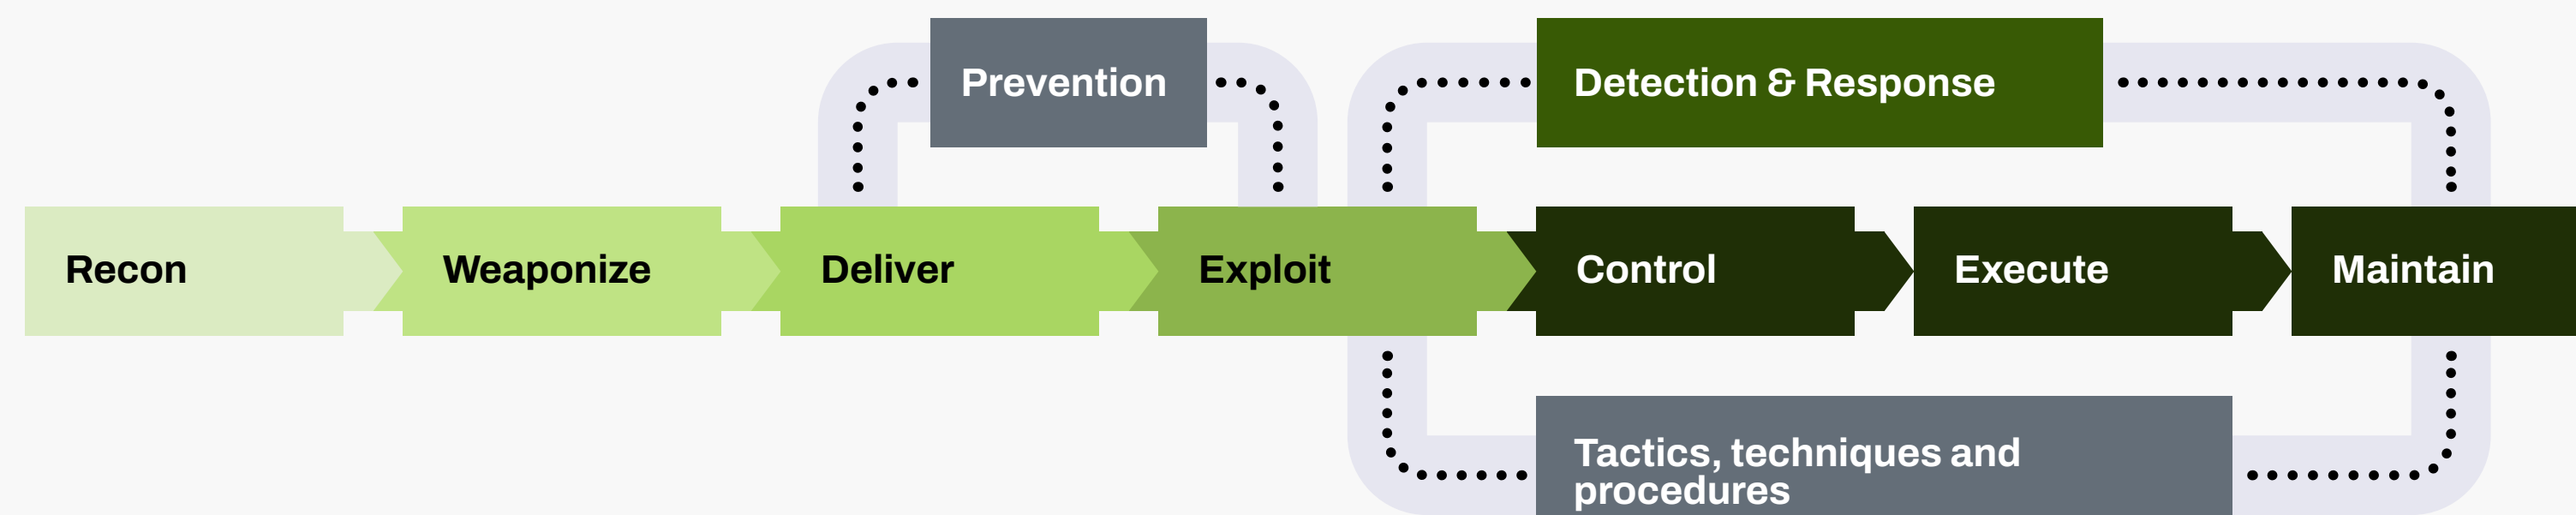 Prevention
Detection & Response
Recon
Weaponize
Deliver
Exploit
Control
Execute
Maintain
Tactics, techniques and
procedures